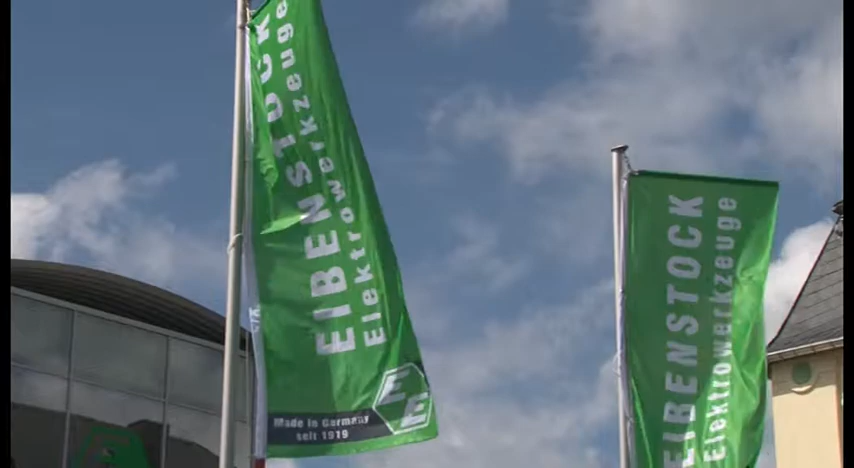 EIBENSTOCK
Elektrowerkzeuge
Made in Germany
seit 1919
EIBENSTOCK
Elektrowerkzeuge